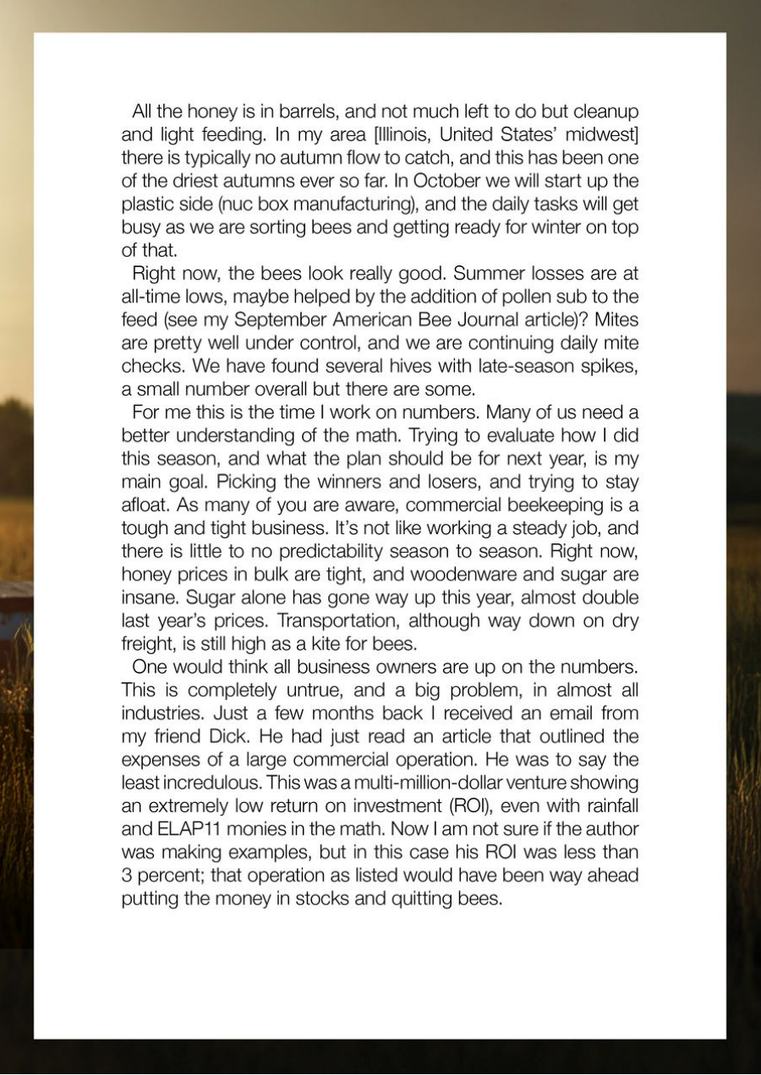 All the honey is in barrels, and not much left to do but cleanup
and light feeding. In my area [Illinois, United States’ midwest]
there is typically no autumn flow to catch, and this has been one
of the driest autumns ever so far. In October we will start up the
plastic side (nuc box manufacturing), and the daily tasks will get
busy as we are sorting bees and getting ready for winter on top
of that.
Right now, the bees look really good. Summer losses are at
all-time lows, maybe helped by the addition of pollen sub to the
feed (see my September American Bee Journal article)? Mites
are pretty well under control, and we are continuing daily mite
checks. We have found several hives with late-season spikes,
a small number overall but there are some.
For me this is the time I work on numbers. Many of us need a
better understanding of the math. Trying to evaluate how I did
this season, and what the plan should be for next year, is my
main goal. Picking the winners and losers, and trying to stay
afloat. As many of you are aware, commercial beekeeping is a
tough and tight business. It’s not like working a steady job, and
there is little to no predictability season to season. Right now,
honey prices in bulk are tight, and woodenware and sugar are
insane. Sugar alone has gone way up this year, almost double
last year’s prices. Transportation, although way down on dry
freight, is still high as a kite for bees.
One would think all business owners are up on the numbers.
This is completely untrue, and a big problem, in almost all
industries. Just a few months back I received an email from
my friend Dick. He had just read an article that outlined the
expenses of a large commercial operation. He was to say the
least incredulous. This was a multi-million-dollar venture showing
an extremely low return on investment (ROI), even with rainfall
and ELAP11 monies in the math. Now I am not sure if the author
was making examples, but in this case his ROI was less than
3 percent; that operation as listed would have been way ahead
putting the money in stocks and quitting bees.